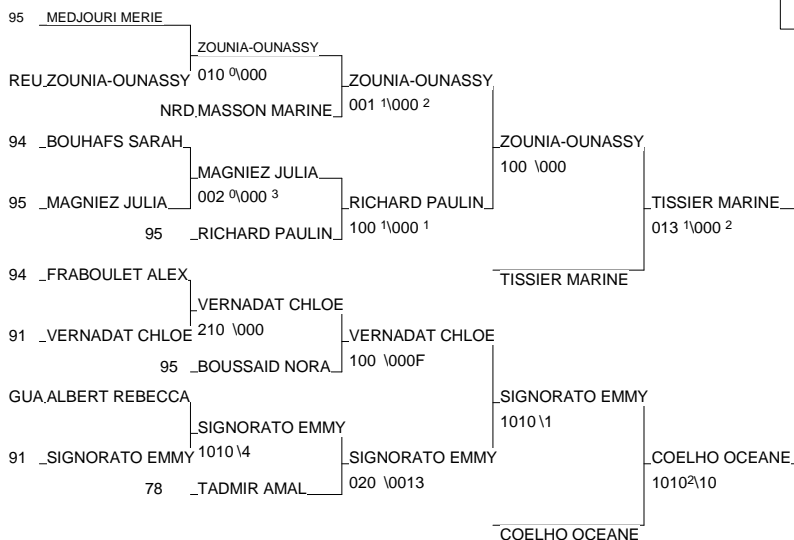 95 MEDJOURI MERIE
ZOUNIA-OUNASSY
REU ZOUNIA-OUNASSY 010 0\000 ZOUNIA-OUNASSY
NRD MASSON MARINE 001 1\000 2
94 BOUHAFS SARAH ZOUNIA-OUNASSY
MAGNIEZ JULIA 100 \000
002 0\000 3
95 MAGNIEZ JULIA RICHARD PAULIN TISSIER MARINE
95 RICHARD PAULIN 100 1\000 1 013 1\000 2
94 FRABOULET ALEX TISSIER MARINE
VERNADAT CHLOE
91 VERNADAT CHLOE 210 \000 VERNADAT CHLOE
95 BOUSSAID NORA 100 \000F
GUA ALBERT REBECCA SIGNORATO EMMY
1010 \1
SIGNORATO EMMY
91 SIGNORATO EMMY 1010 \4 SIGNORATO EMMY COELHO OCEANE
78 TADMIR AMAL 020 \0013 1010 2\10
COELHO OCEANE